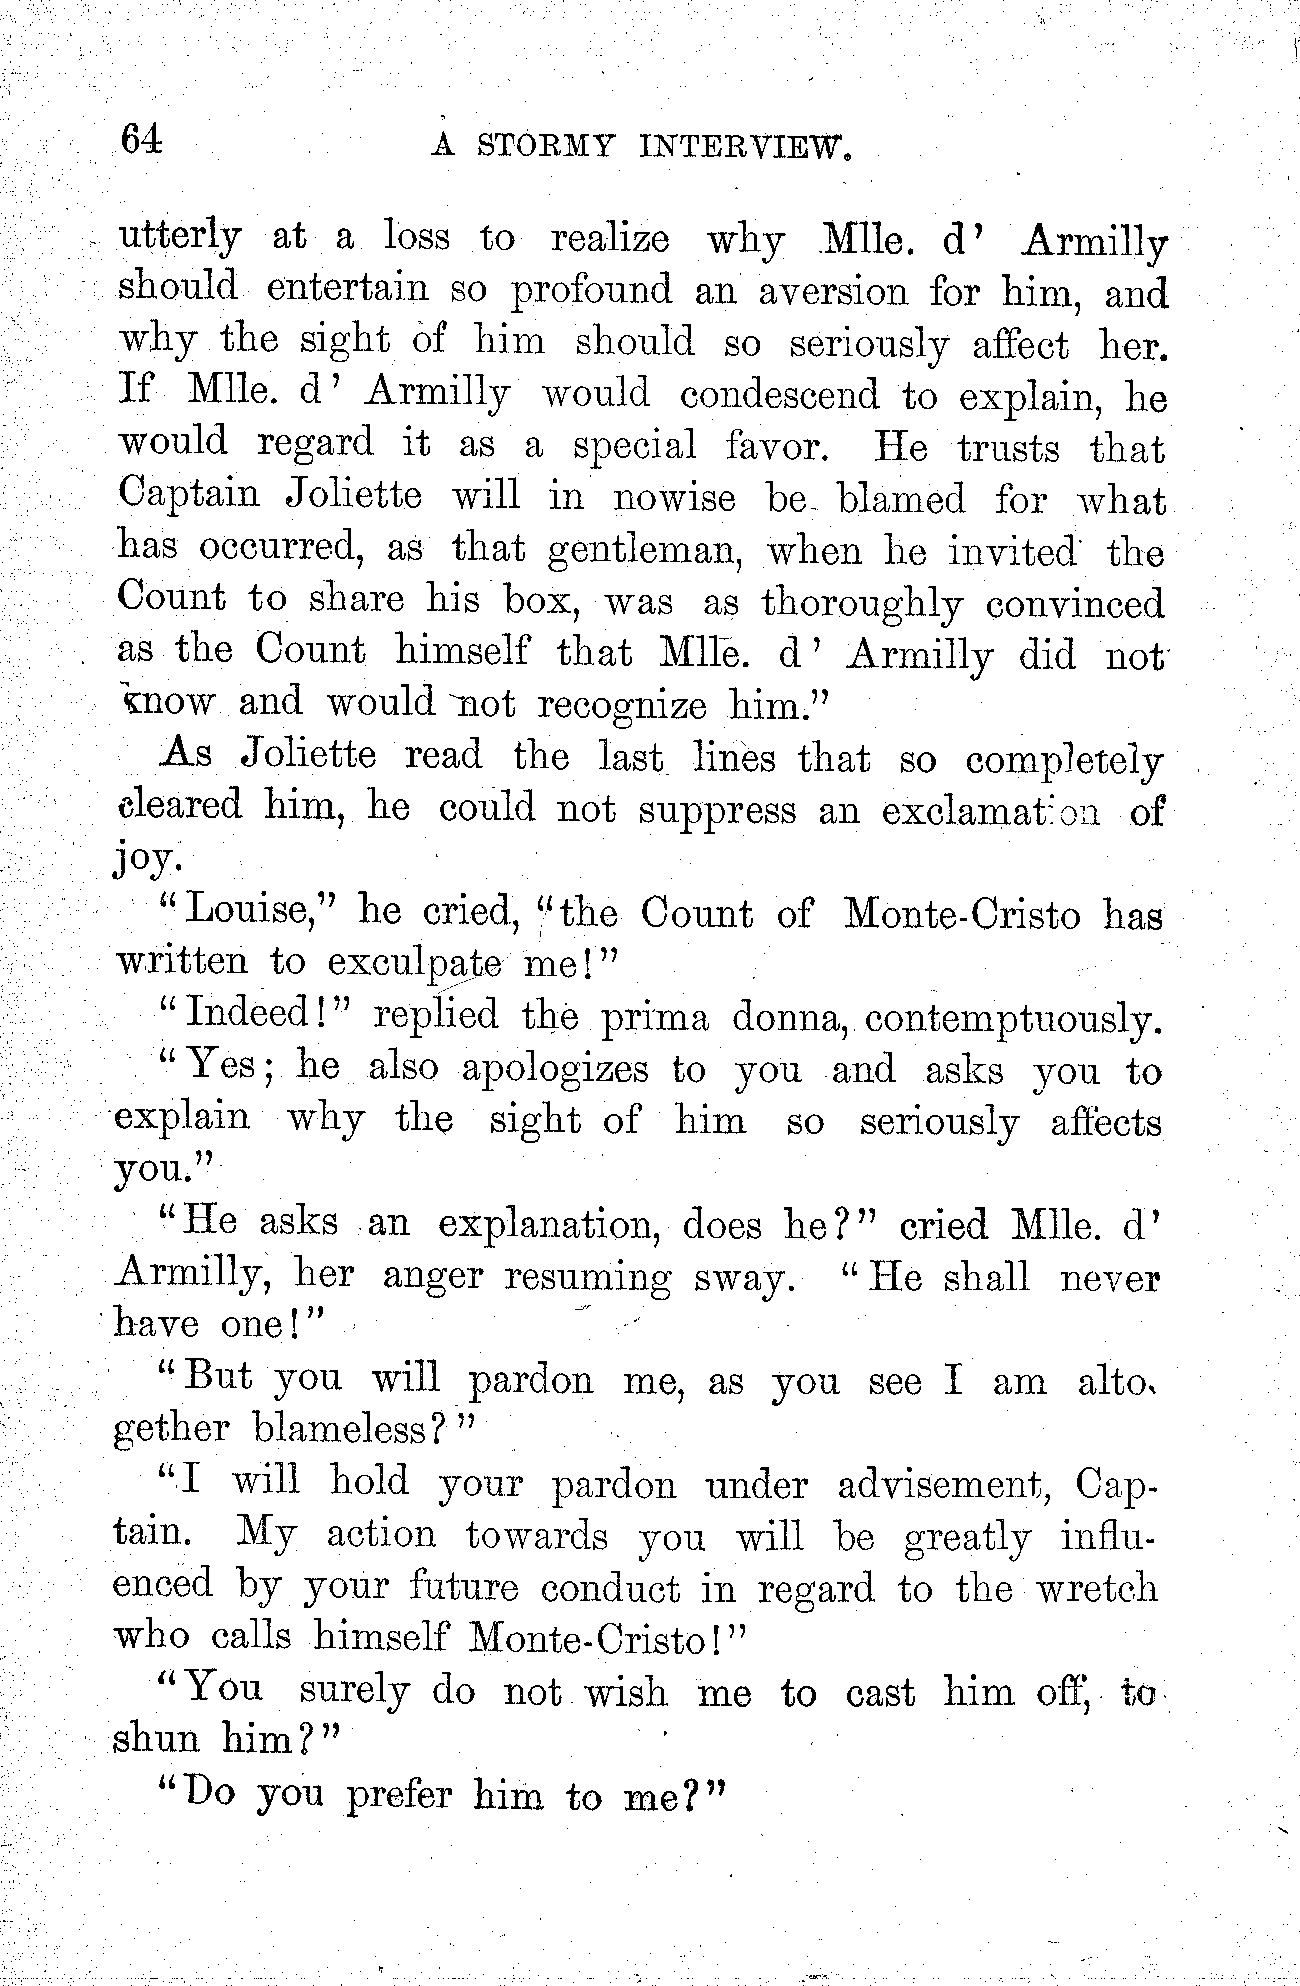 64 A STORMY INTERVIEW.
utterly at a loss to realize why Mlle. d' Armilly
should entertain so profound an aversion for him, and
why the sight of him should so seriously affect her.
If Mlle. d' Armilly would condescend to explain, he
would regard it as a special favor. He trusts that
Captain Joliette will in nowise be blamed for what
has occurred, as that gentleman, when he invited the
Count to share his box, was as thoroughly convinced
as the Count himself that Mlle. d' Armilly did not
know and would not recognize him."
As Joliette read the last lines that so completely
cleared him, he could not suppress an exclamation of
joy.
"Louise," he cried, "the Count of Monte-Cristo has
written to exculpate me!"
"Indeed!" replied the prima donna, contemptuously.
"Yes; he also apologizes to you and asks you to
explain why the sight of him so seriously affects
you."
"He asks an explanation, does he?" cried Mlle. d'
Armilly, her anger resuming sway. "He shall never
have one!"
"But you will pardon me, as you see I am alto-
gether blameless?"
"I will hold your pardon under advisement, Cap-
tain. My action towards you will be greatly influ-
enced by your future conduct in regard to the wretch
who calls himself Monte-Cristo!"
"You surely do not wish me to cast him off, to
shun him?"
"Do you prefer him to me?"